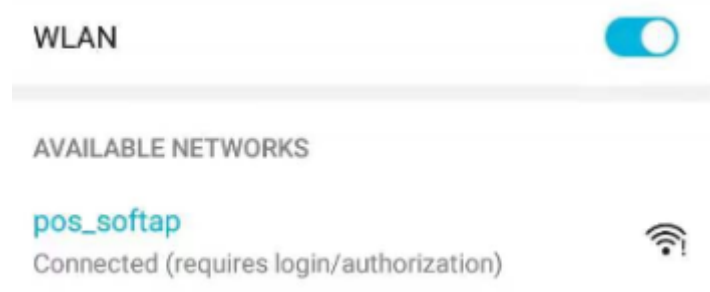 WLAN
AVAILABLE NETWORKS
pos_softap
Connected (requires login/authorization)